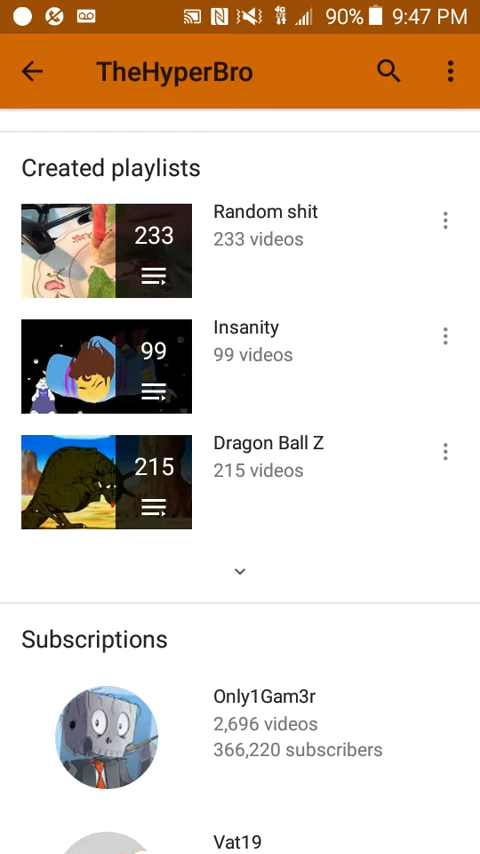 90% 9:47 PM
TheHyperBro
Created playlists
233
Random shit
233 videos
99
Insanity
99 videos
215
Dragon Ball Z
215 videos
Subscriptions
Only1Gam3r
2,696 videos
366,220 subscribers
Vat19